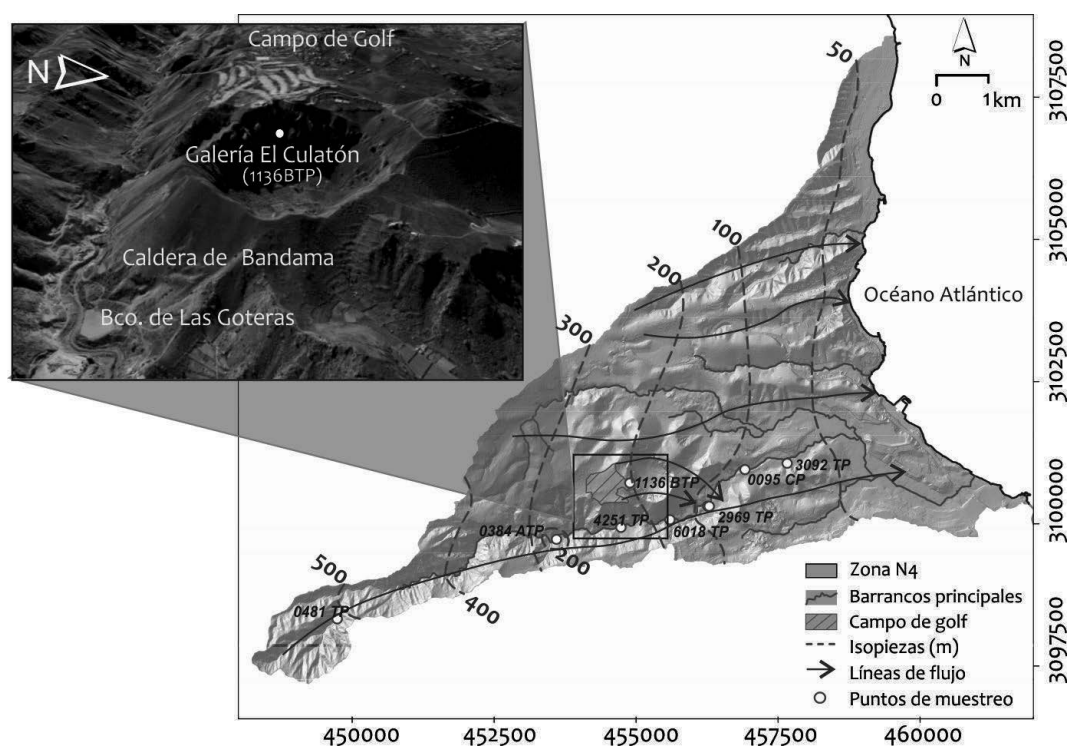 Campo de Golf
N
Galería El Culatón
(1136BTP)
Caldera de Bandama
Bco. de Las Goteras
N
0 1km
50
100
200
300
500
400
200
Océano Atlántico
1136 BTP
3092 TP
0095 CP
2969 TP
6018 TP
4251 TP
0384 ATP
0481 TP
Zona N4
Barrancos principales
Campo de golf
Isopiezas (m)
Líneas de flujo
Puntos de muestreo
3107500
3105000
3102500
3100000
3097500
450000 452500 455000 457500 460000